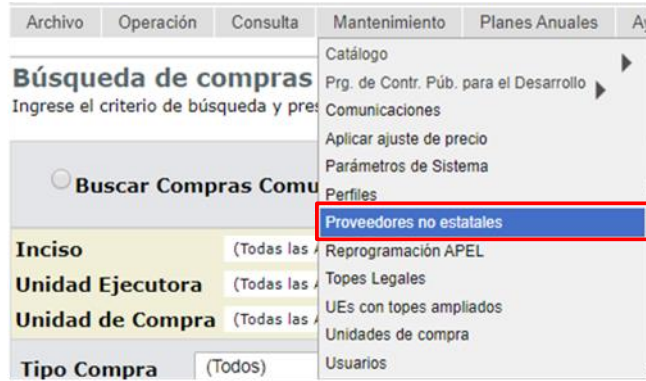 Archivo Operación Consulta Mantenimiento Planes Anuales
Búsqueda de compras
Ingrese el criterio de búsqueda y
Catálogo
Prg. de Contr. Púb. para el Desarrollo
Comunicaciones
Aplicar ajuste de precio
Parámetros de Sistema
Perfiles
Proveedores no estatales
Reprogramación APEL
Topes Legales
UEs con topes ampliados
Unidades de compra
Usuarios
Buscar Compras
Inciso (Todas las
Unidad Ejecutora (Todas las
Unidad de Compra (Todas las
Tipo Compra (Todos)